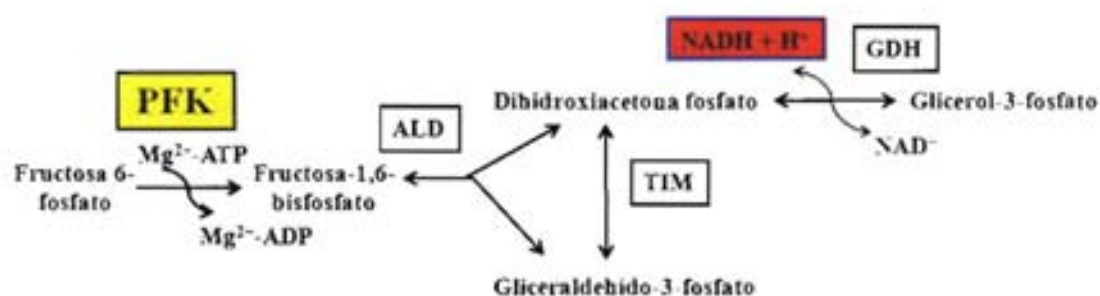 NADH + H⁺
GDH
PFK
Dihidroxiacetona fosfato
Glicerol-3-fosfato
ALD
NAD⁺
Mg²⁺-ATP
Fructosa 6-
fosfato
Fructosa-1,6-
bisfosfato
TIM
Mg²⁺-ADP
Gliceraldehido-3-fosfato